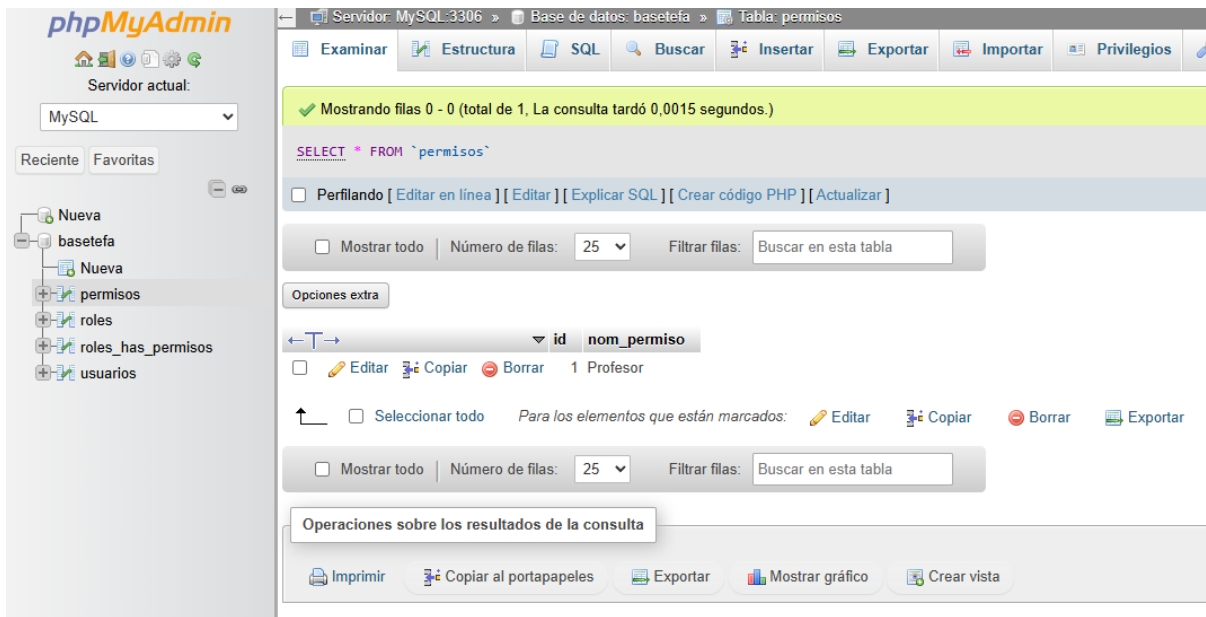 phpMyAdmin
Servidor actual:
MySQL
Reciente Favoritas
Nueva
basetefa
Nueva
permisos
roles
roles_has_permisos
usuarios
Servidor: MySQL:3306 » Base de datos: basetefa » Tabla: permisos
Examinar Estructura SQL Buscar Insertar Exportar Importar Privilegios
Mostrando filas 0 - 0 (total de 1, La consulta tardó 0,0015 segundos.)
SELECT * FROM `permisos`
Perfilando [ Editar en línea ] [ Editar ] [ Explicar SQL ] [ Crear código PHP ] [ Actualizar ]
Mostrar todo | Número de filas: 25 Filtrar filas: Buscar en esta tabla
Opciones extra
id nom_permiso
Editar Copiar Borrar 1 Profesor
Seleccionar todo Para los elementos que están marcados: Editar Copiar Borrar Exportar
Mostrar todo | Número de filas: 25 Filtrar filas: Buscar en esta tabla
Operaciones sobre los resultados de la consulta
Imprimir Copiar al portapapeles Exportar Mostrar gráfico Crear vista